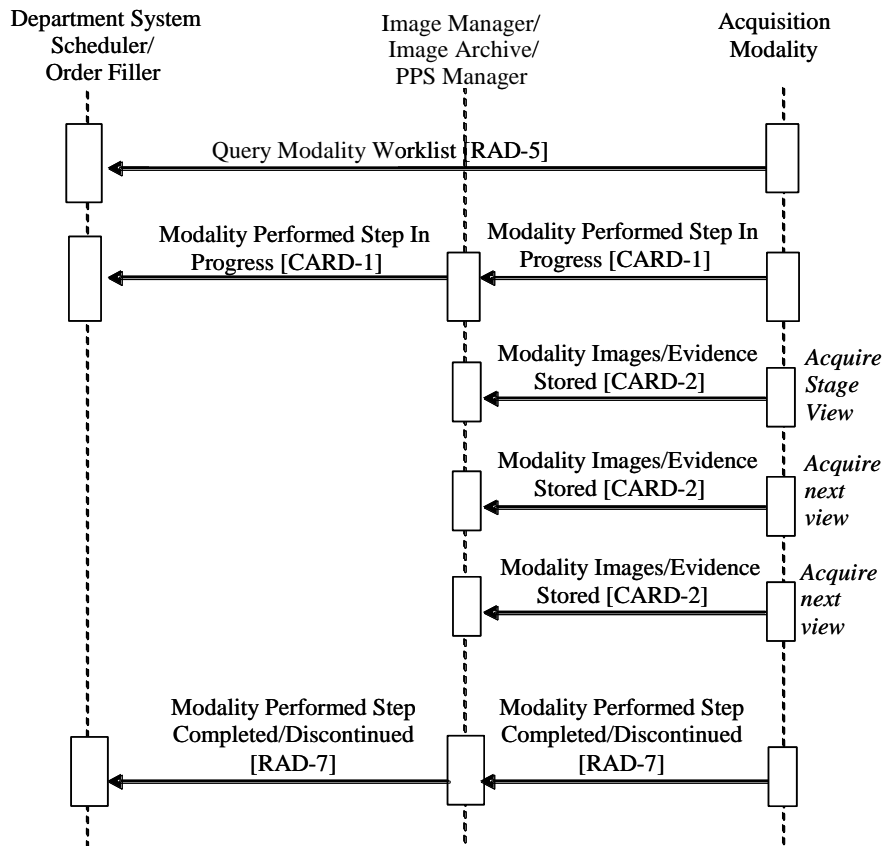 Department System
Scheduler/
Order Filler
Image Manager/
Image Archive/
PPS Manager
Acquisition
Modality
Query Modality Worklist [RAD-5]
Modality Performed Step In
Progress [CARD-1]
Modality Performed Step In
Progress [CARD-1]
Modality Images/Evidence
Stored [CARD-2]
Acquire
Stage
View
Modality Images/Evidence
Stored [CARD-2]
Acquire
next
view
Modality Images/Evidence
Stored [CARD-2]
Acquire
next
view
Modality Performed Step
Completed/Discontinued
[RAD-7]
Modality Performed Step
Completed/Discontinued
[RAD-7]